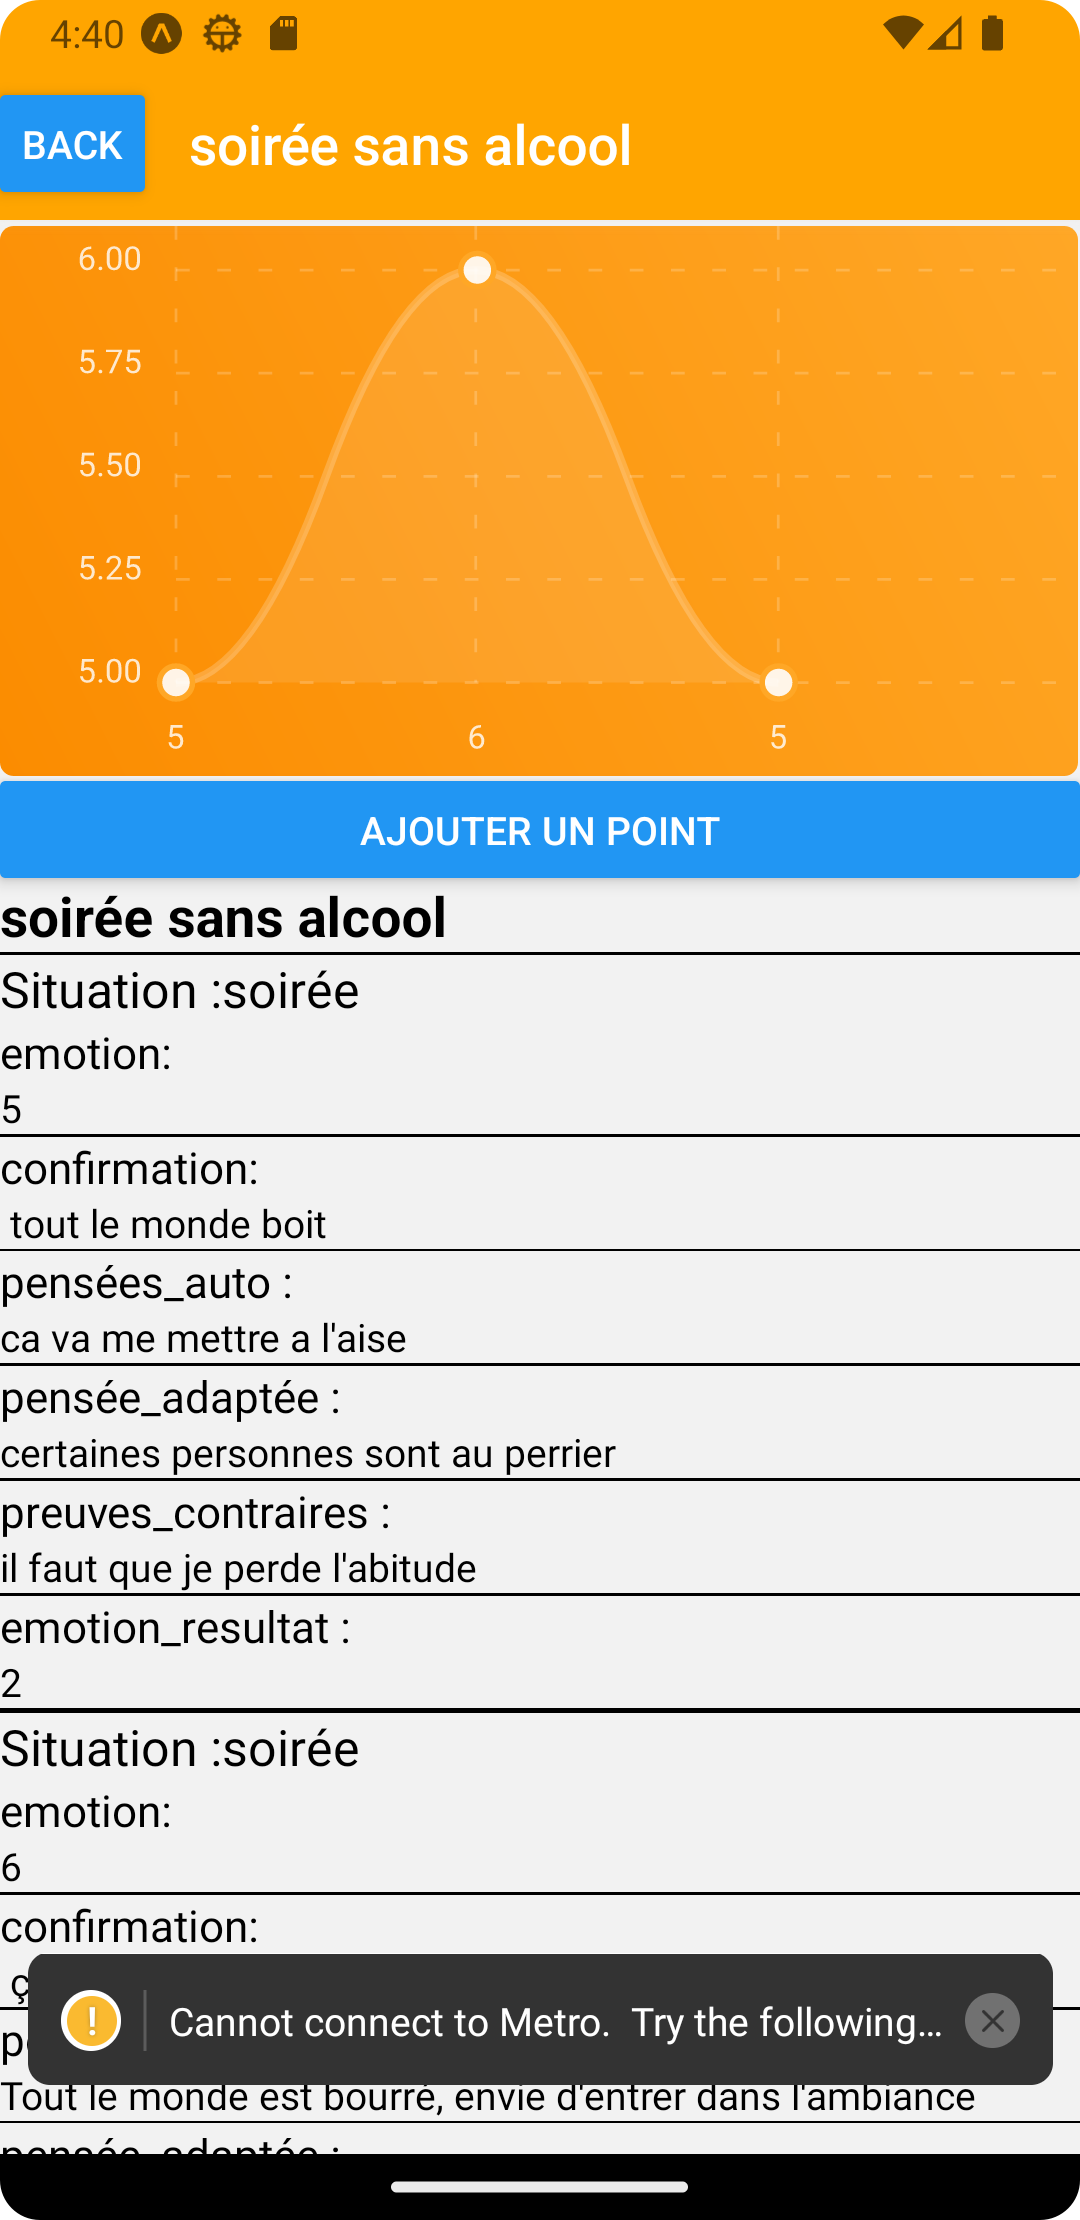 4:40
BACK
soirée sans alcool
6.00
5.75
5.50
5.25
5.00
5 6 5
AJOUTER UN POINT
soirée sans alcool
Situation :soirée
emotion:
5
confirmation:
tout le monde boit
pensées_auto :
ca va me mettre a l'aise
pensée_adaptée :
certaines personnes sont au perrier
preuves_contraires :
il faut que je perde l'abitude
emotion_resultat :
2
Situation :soirée
emotion:
6
confirmation:
Cannot connect to Metro. Try the following...
Tout le monde est bourré, envie d'entrer dans l'ambiance
pensée_adaptée :